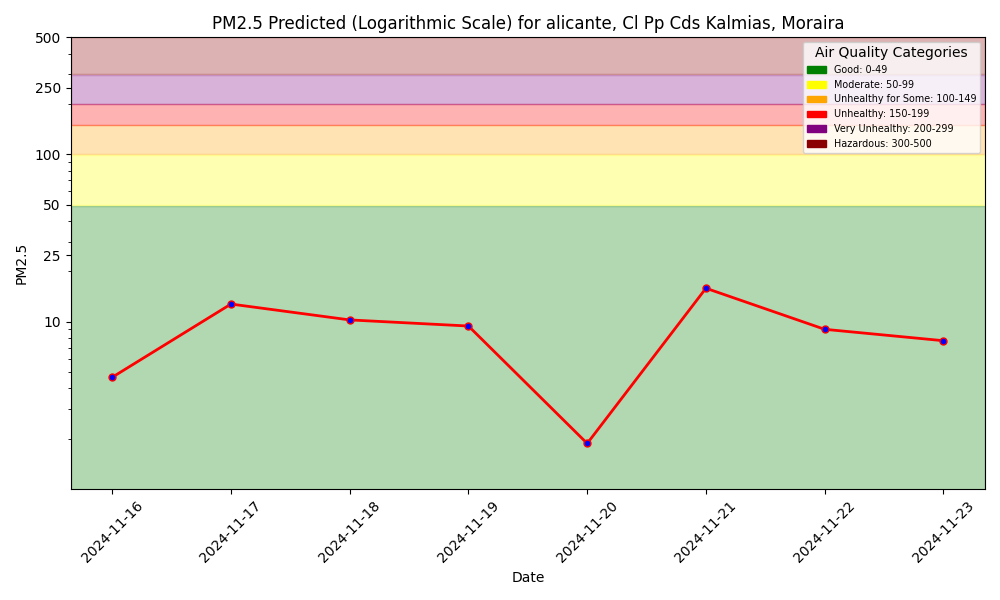 PM2.5 Predicted (Logarithmic Scale) for alicante, Cl Pp Cds Kalmias, Moraira
500
250
100
50
25
10
PM2.5
Air Quality Categories
Good: 0-49
Moderate: 50-99
Unhealthy for Some: 100-149
Unhealthy: 150-199
Very Unhealthy: 200-299
Hazardous: 300-500
2024-11-16
2024-11-17
2024-11-18
2024-11-19
2024-11-20
2024-11-21
2024-11-22
2024-11-23
Date